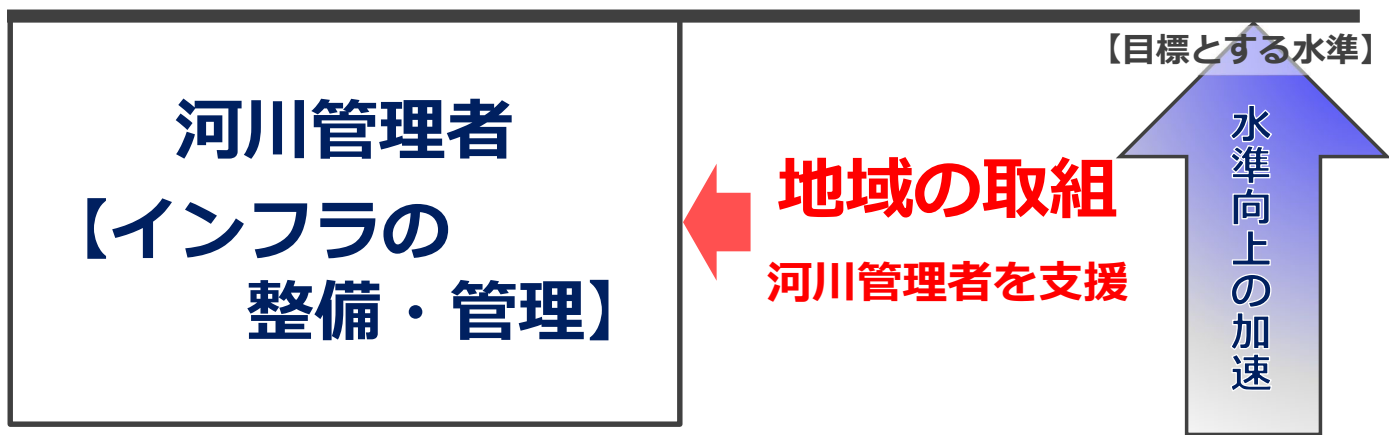 【目標とする水準】
河川管理者
【インフラの
整備・管理】
地域の取組
河川管理者を支援
水準向上の加速